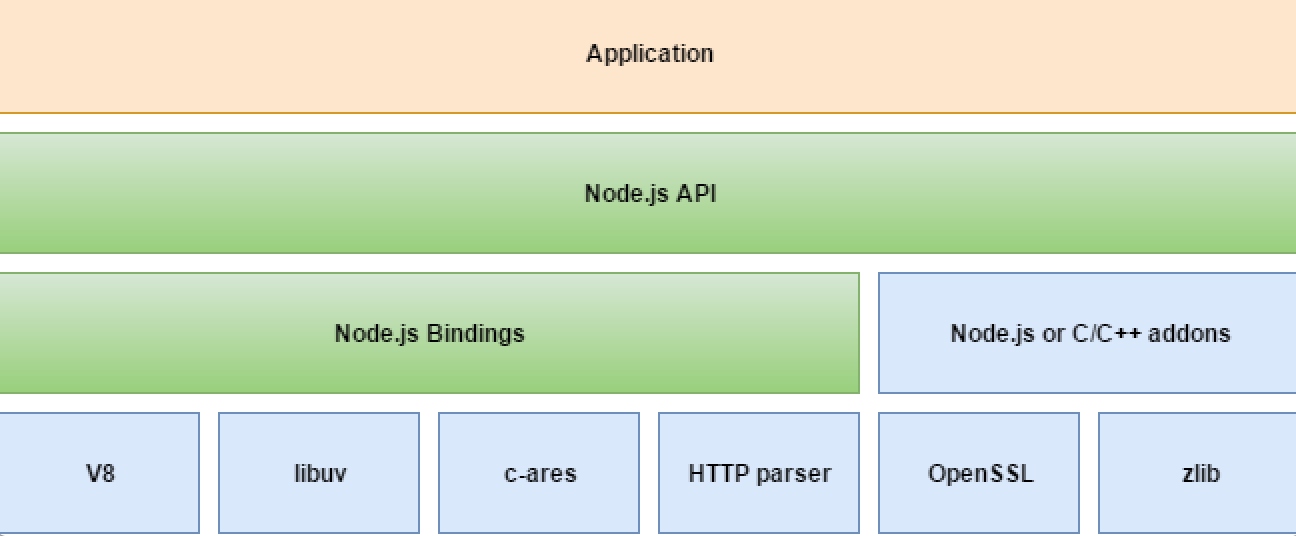 Application
Node.js API
Node.js Bindings
Node.js or C/C++ addons
V8
libuv
c-ares
HTTP parser
OpenSSL
zlib